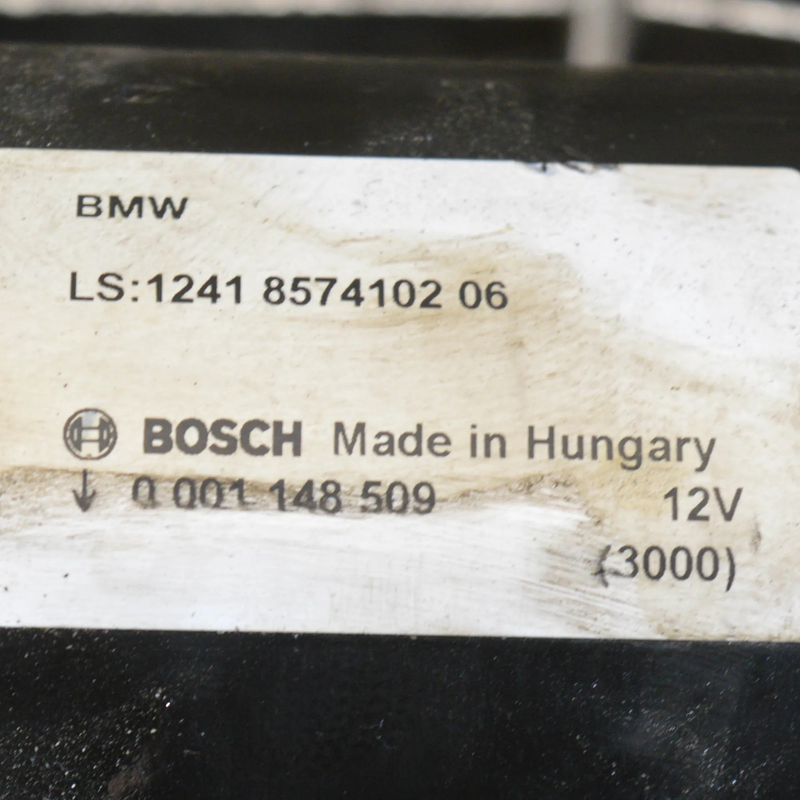 BMW
LS:1241 8574102 06
BOSCH Made in Hungary
↓ 0 001 148 509 12V
(3000)